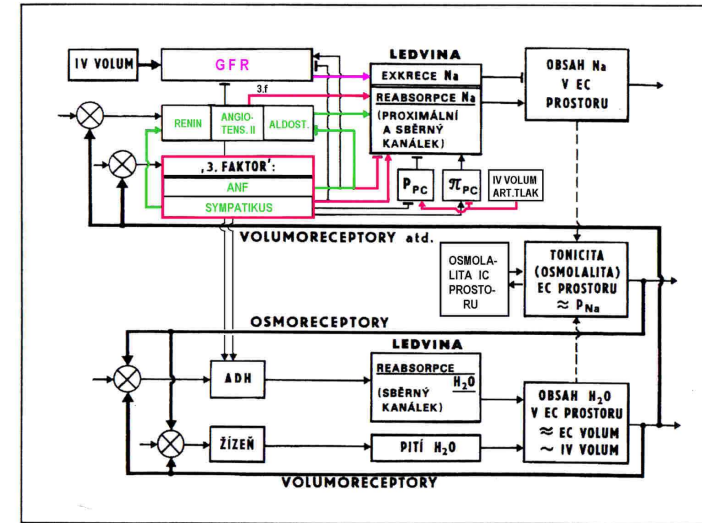 LEDVINA
IV VOLUM
GFR
EXKRECE Na
OBSAH Na
V EC
PROSTORU
3.f
REABSORPCE Na
(PROXIMÁLNÍ
A SBĚRNÝ
KANÁLEK)
RENIN
ANGIO-
TENS. II
ALDOST.
‚3. FAKTOR‘:
ANF
SYMPATIKUS
PPC
πPC
IV VOLUM
ART.TLAK
VOLUMORECEPTORY atd.
OSMOLA-
LITA IC
PROSTO-
RU
TONICITA
(OSMOLALITA)
EC PROSTORU
≈ PNa
OSMORECEPTORY
LEDVINA
ADH
REABSORPCE
H2O
(SBĚRNÝ
KANÁLEK)
OBSAH H2O
V EC PROSTORU
≈ EC VOLUM
~ IV VOLUM
ŽÍZEŇ
PITÍ H2O
VOLUMORECEPTORY